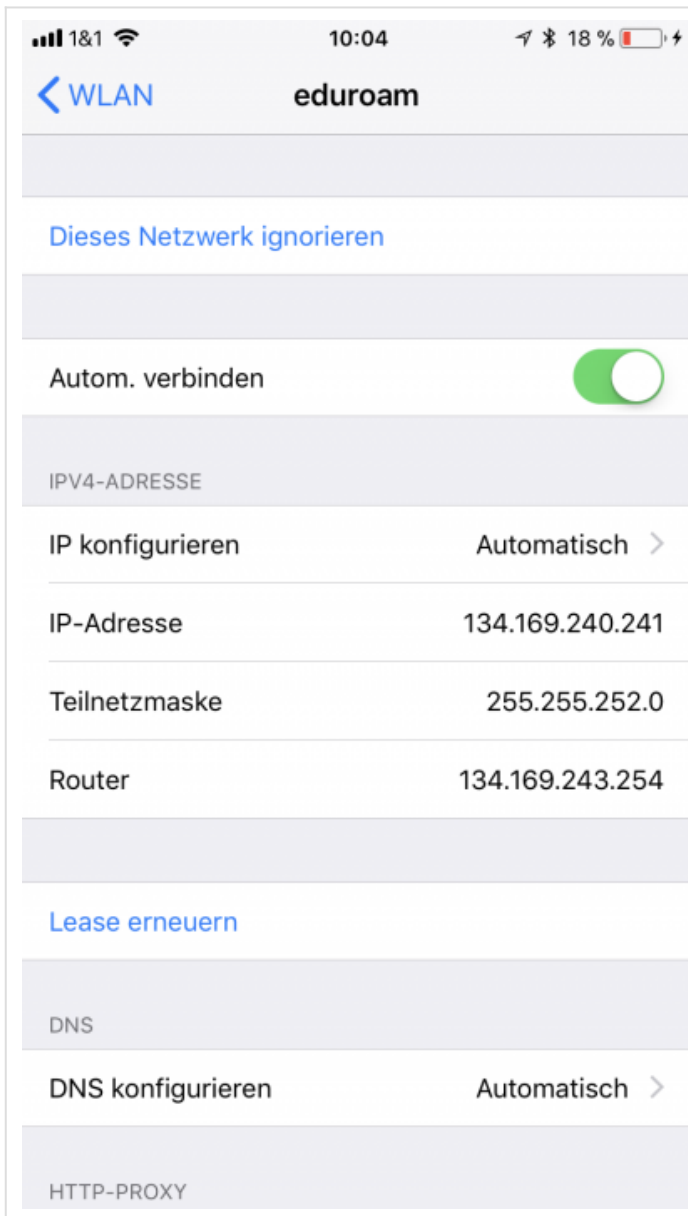 1&1 10:04 18 %
WLAN eduroam
Dieses Netzwerk ignorieren
Autom. verbinden
IPV4-ADRESSE
IP konfigurieren Automatisch
IP-Adresse 134.169.240.241
Teilnetzmaske 255.255.252.0
Router 134.169.243.254
Lease erneuern
DNS
DNS konfigurieren Automatisch
HTTP-PROXY